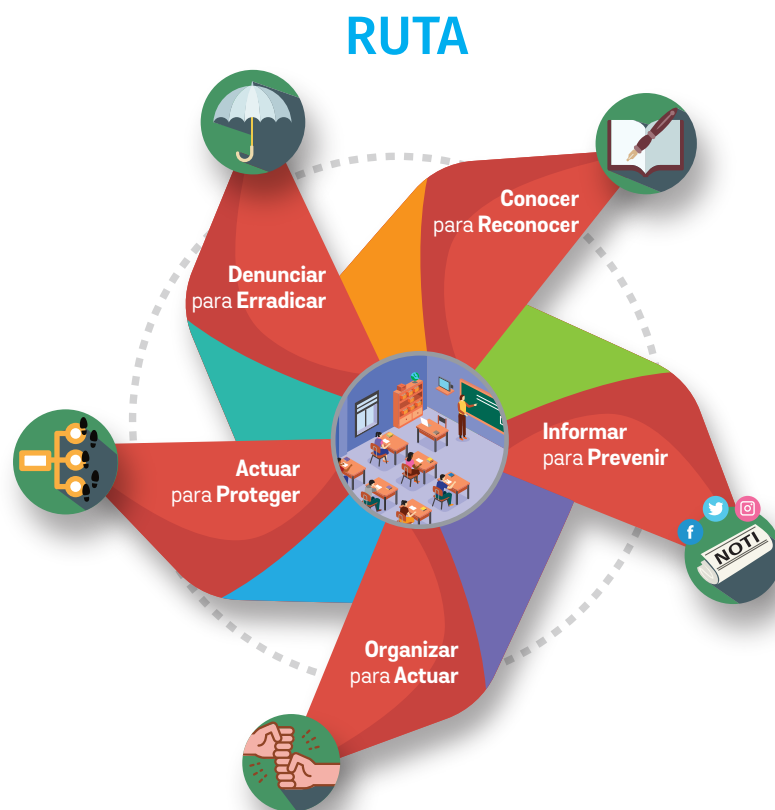 RUTA
Conocer
para Reconocer
Informar
para Prevenir
NOTI
Organizar
para Actuar
Actuar
para Proteger
Denunciar
para Erradicar